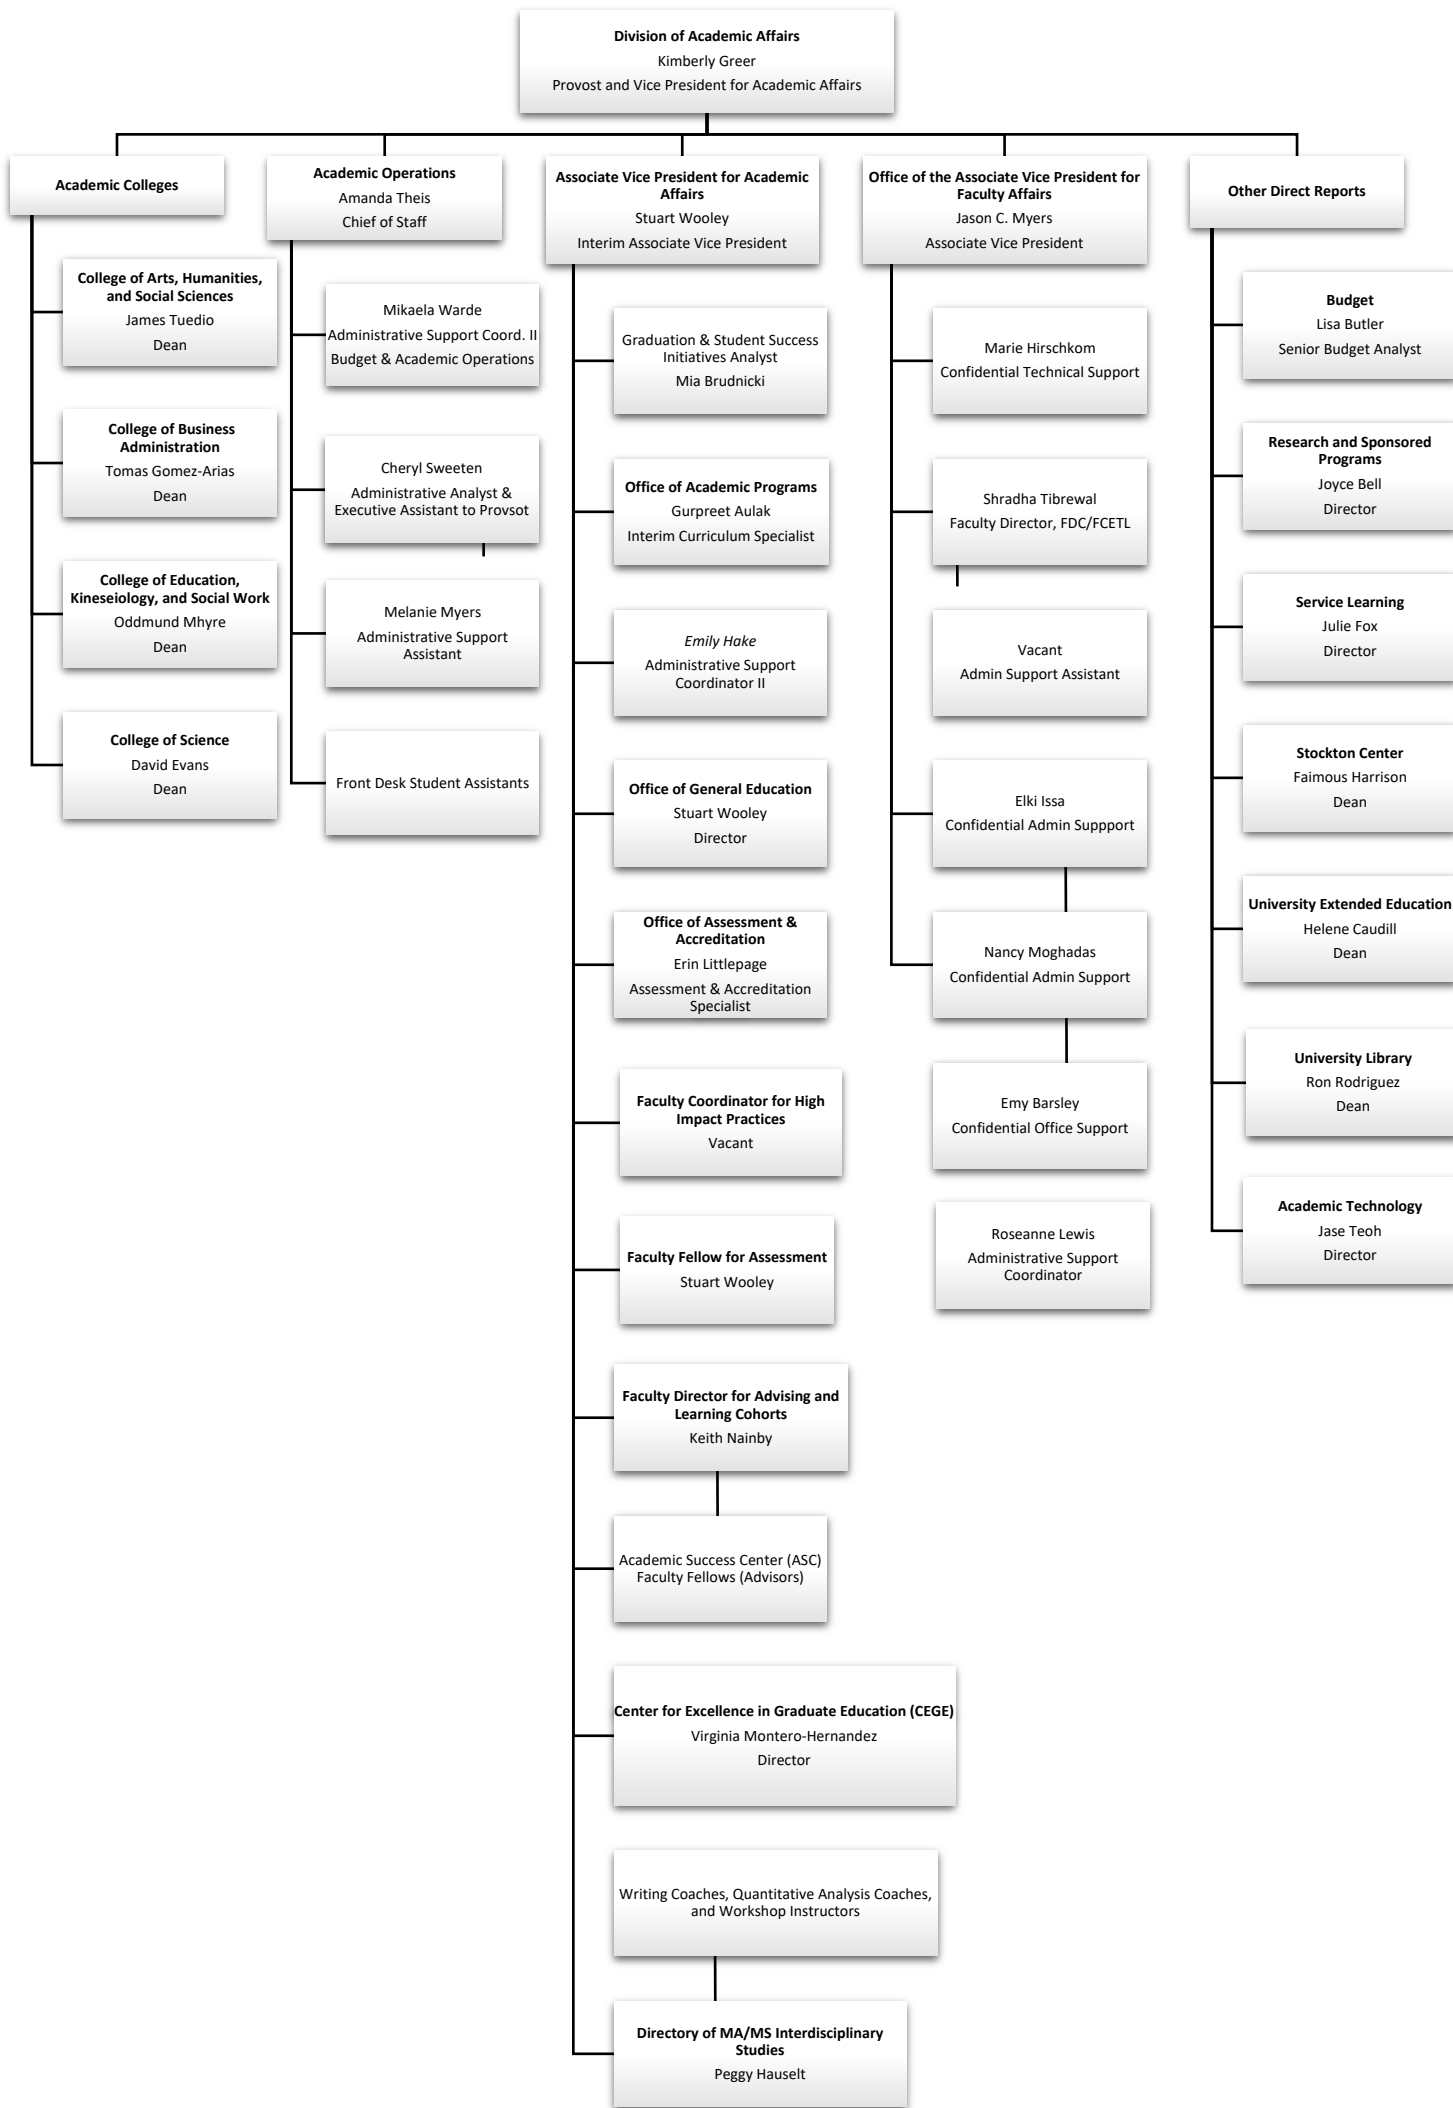 Division of Academic Affairs
Kimberly Greer
Provost and Vice President for Academic Affairs
Academic Colleges
College of Arts, Humanities,
and Social Sciences
James Tuedio
Dean
College of Business
Administration
Tomas Gomez-Arias
Dean
College of Education,
Kineseiology, and Social Work
Oddmund Mhyre
Dean
College of Science
David Evans
Dean
Academic Operations
Amanda Theis
Chief of Staff
Mikaela Warde
Administrative Support Coord. II
Budget & Academic Operations
Cheryl Sweeten
Administrative Analyst &
Executive Assistant to Provsot
Melanie Myers
Administrative Support
Assistant
Front Desk Student Assistants
Associate Vice President for Academic
Affairs
Stuart Wooley
Interim Associate Vice President
Graduation & Student Success
Initiatives Analyst
Mia Brudnicki
Office of Academic Programs
Gurpreet Aulak
Interim Curriculum Specialist
Emily Hake
Administrative Support
Coordinator II
Office of General Education
Stuart Wooley
Director
Office of Assessment &
Accreditation
Erin Littlepage
Assessment & Accreditation
Specialist
Faculty Coordinator for High
Impact Practices
Vacant
Faculty Fellow for Assessment
Stuart Wooley
Faculty Director for Advising and
Learning Cohorts
Keith Nainby
Academic Success Center (ASC)
Faculty Fellows (Advisors)
Center for Excellence in Graduate Education (CEGE)
Virginia Montero-Hernandez
Director
Writing Coaches, Quantitative Analysis Coaches,
and Workshop Instructors
Directory of MA/MS Interdisciplinary
Studies
Peggy Hauselt
Office of the Associate Vice President for
Faculty Affairs
Jason C. Myers
Associate Vice President
Marie Hirschkom
Confidential Technical Support
Shradha Tibrewal
Faculty Director, FDC/FCETL
Vacant
Admin Support Assistant
Elki Issa
Confidential Admin Suppport
Nancy Moghadas
Confidential Admin Support
Emy Barsley
Confidential Office Support
Roseanne Lewis
Administrative Support
Coordinator
Other Direct Reports
Budget
Lisa Butler
Senior Budget Analyst
Research and Sponsored
Programs
Joyce Bell
Director
Service Learning
Julie Fox
Director
Stockton Center
Faimous Harrison
Dean
University Extended Education
Helene Caudill
Dean
University Library
Ron Rodriguez
Dean
Academic Technology
Jase Teoh
Director